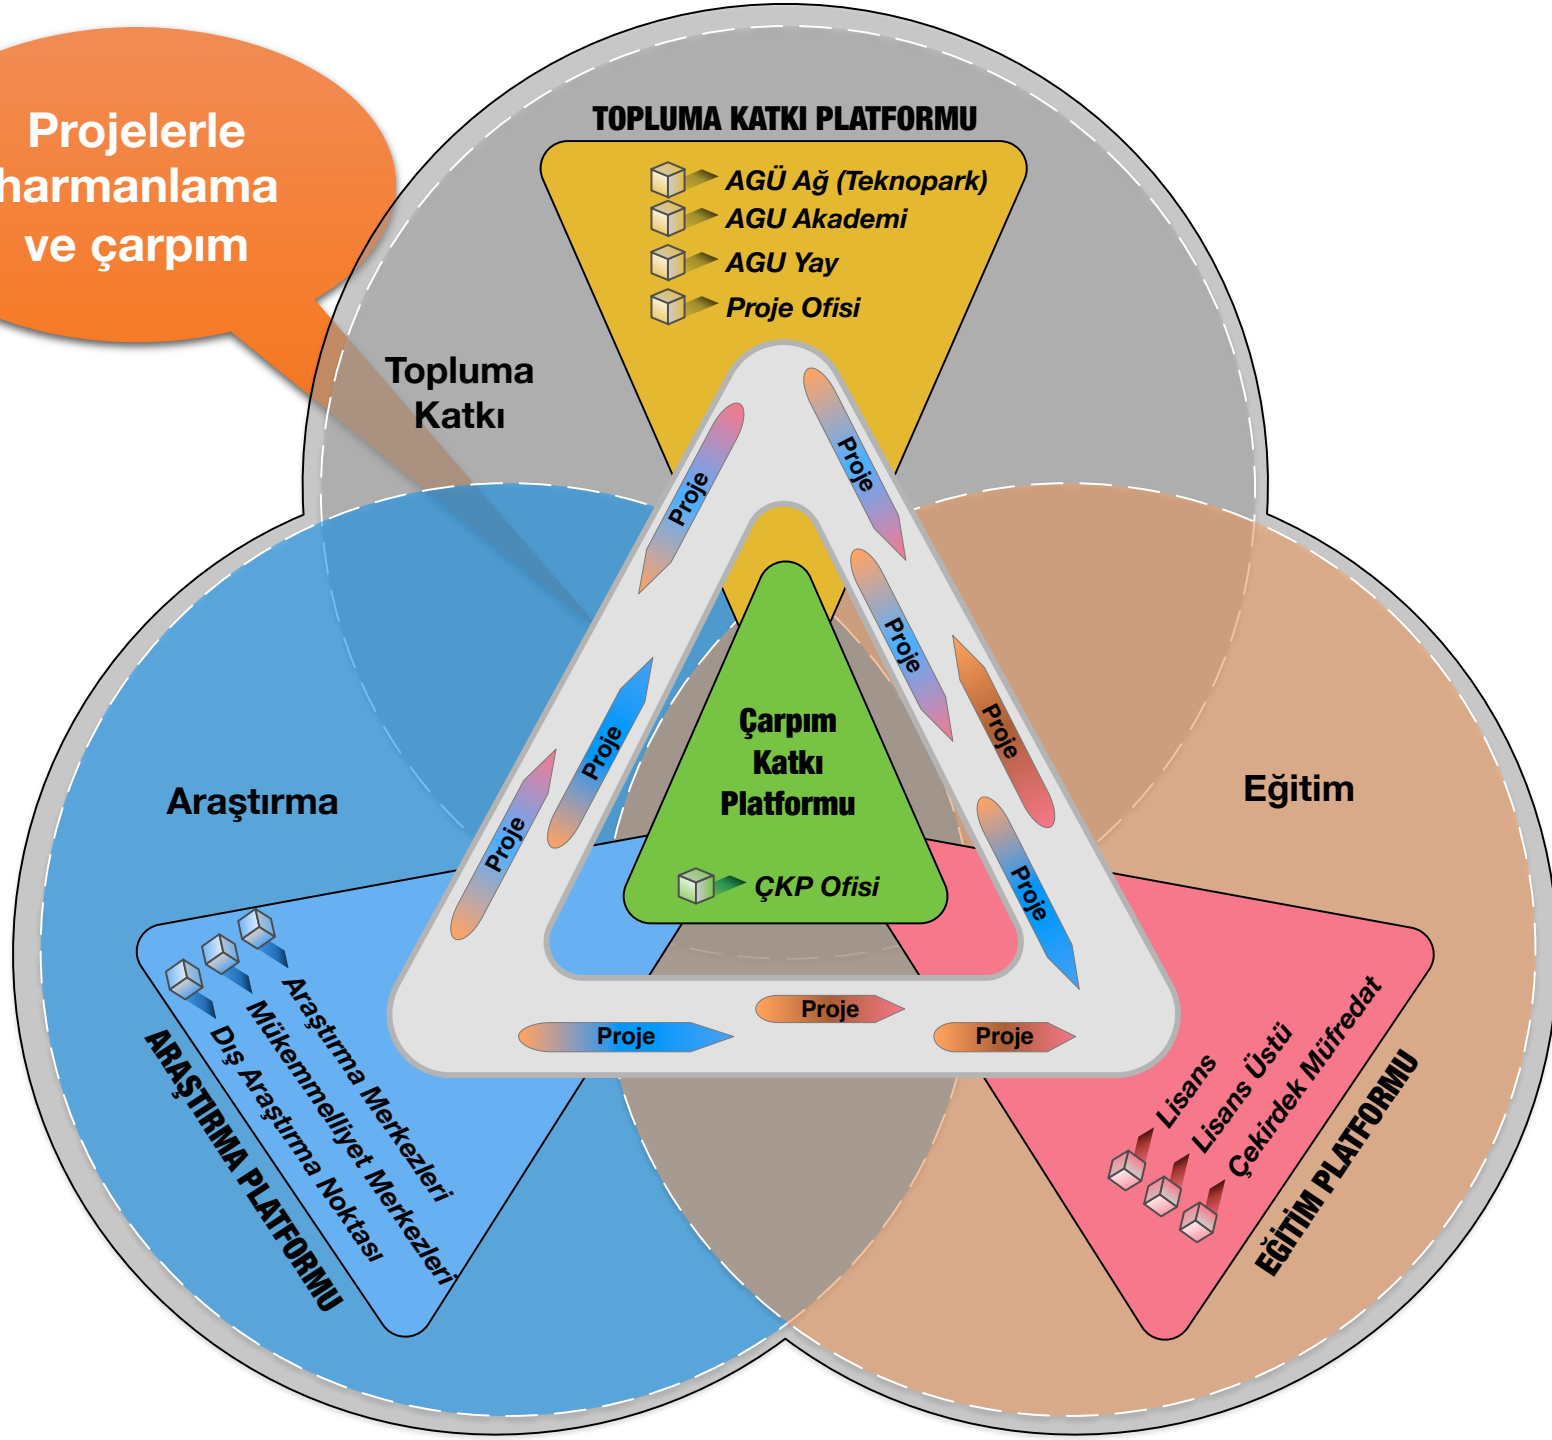 Projelerle
harmanlama
ve çarpım
TOPLUMA KATKI PLATFORMU
AGÜ Ağ (Teknopark)
AGU Akademi
AGU Yay
Proje Ofisi
Topluma
Katkı
Proje
Proje
Proje
Proje
Proje
Proje
Proje
Çarpım
Katkı
Platformu
ÇKP Ofisi
Araştırma
Eğitim
Araştırma Merkezleri
Mükemmelliyet Merkezleri
Dış Araştırma Noktası
ARAŞTIRMA PLATFORMU
Proje
Proje
Proje
Lisans
Lisans Üstü
Çekirdek Müfredat
EĞİTİM PLATFORMU